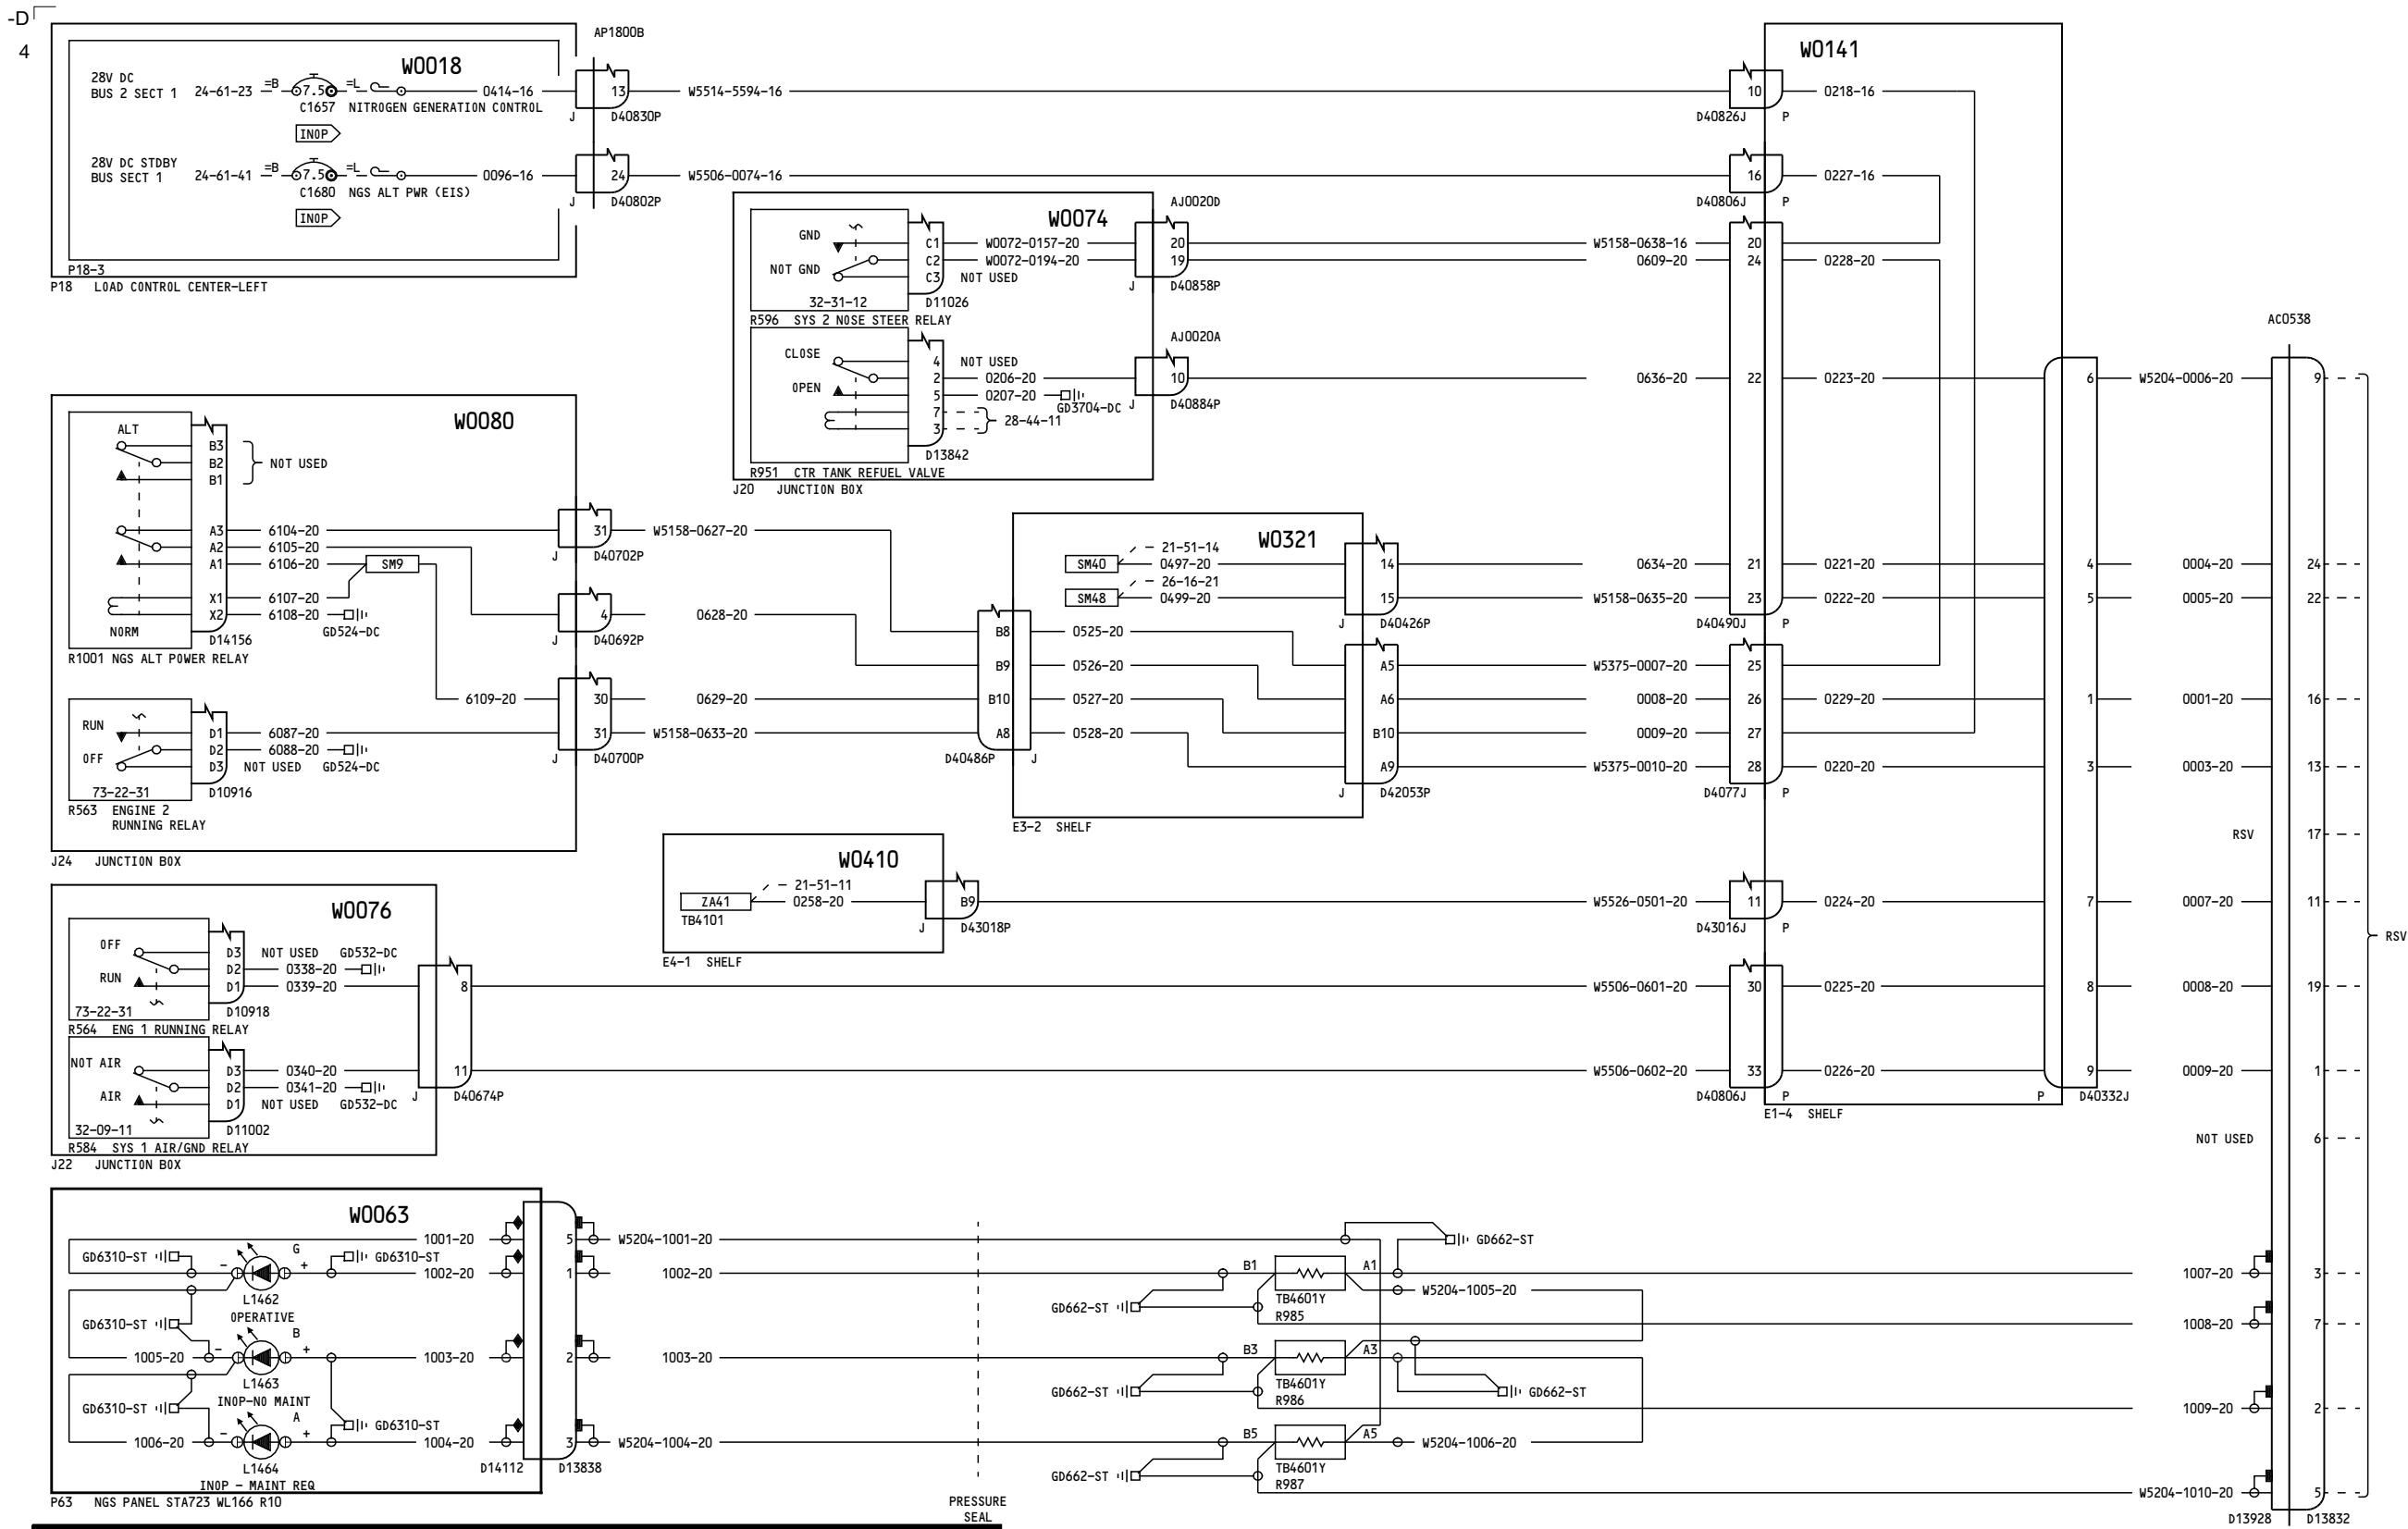 -D
4
AP1800B
W0018
28V DC
BUS 2 SECT 1
24-61-23
=B
7.5
=L
0414-16
C1657
NITROGEN GENERATION CONTROL
INOP
13
J
D40830P
W5514-5594-16
28V DC STDBY
BUS SECT 1
24-61-41
=B
7.5
=L
0096-16
C1680
NGS ALT PWR (EIS)
INOP
24
J
D40802P
W5506-0074-16
P18-3
P18 LOAD CONTROL CENTER-LEFT
W0074
AJ0020D
GND
NOT GND
C1
C2
C3
W0072-0157-20
W0072-0194-20
NOT USED
32-31-12
D11026
R596 SYS 2 NOSE STEER RELAY
20
19
J
D40858P
AJ0020A
CLOSE
OPEN
4
2
5
7
3
NOT USED
0206-20
0207-20
GD3704-DC
28-44-11
D13842
10
J
D40884P
R951 CTR TANK REFUEL VALVE
J20 JUNCTION BOX
W0141
10
D40826J
P
0218-16
16
D40806J
P
0227-16
W5158-0638-16
20
0609-20
24
0228-20
0636-20
22
0223-20
0634-20
21
0221-20
W5158-0635-20
23
0222-20
D40490J
P
W5375-0007-20
25
0008-20
26
0229-20
0009-20
27
W5375-0010-20
28
0220-20
D4077J
P
W5526-0501-20
11
0224-20
D43016J
P
W5506-0601-20
30
0225-20
W5506-0602-20
33
0226-20
D40806J
P
E1-4 SHELF
6
4
5
1
3
7
8
9
P
D40332J
AC0538
W5204-0006-20
9
0004-20
24
0005-20
22
0001-20
16
0003-20
13
RSV
17
0007-20
11
0008-20
19
0009-20
1
NOT USED
6
1007-20
3
1008-20
7
1009-20
2
W5204-1010-20
5
D13928
D13832
RSV
W0080
ALT
B3
B2
B1
NOT USED
A3
A2
A1
X1
X2
6104-20
6105-20
6106-20
SM9
6107-20
6108-20
GD524-DC
NORM
D14156
R1001 NGS ALT POWER RELAY
6109-20
RUN
OFF
D1
D2
D3
6087-20
6088-20
NOT USED
GD524-DC
73-22-31
D10916
R563 ENGINE 2
RUNNING RELAY
J24 JUNCTION BOX
31
J
D40702P
W5158-0627-20
4
J
D40692P
0628-20
30
0629-20
31
J
D40700P
W5158-0633-20
W0321
SM40
21-51-14
0497-20
SM48
26-16-21
0499-20
14
15
J
D40426P
B8
B9
B10
A8
D40486P
J
0525-20
0526-20
0527-20
0528-20
A5
A6
B10
A9
J
D42053P
E3-2 SHELF
W0410
ZA41
TB4101
21-51-11
0258-20
B9
J
D43018P
E4-1 SHELF
W0076
OFF
RUN
D3
D2
D1
NOT USED
GD532-DC
0338-20
0339-20
73-22-31
D10918
R564 ENG 1 RUNNING RELAY
NOT AIR
AIR
D3
D2
D1
0340-20
0341-20
NOT USED
GD532-DC
32-09-11
D11002
R584 SYS 1 AIR/GND RELAY
J22 JUNCTION BOX
8
11
J
D40674P
W0063
1001-20
5
W5204-1001-20
GD6310-ST
G
-
+
GD6310-ST
1002-20
1
1002-20
L1462
OPERATIVE
GD6310-ST
B
1005-20
-
+
1003-20
2
1003-20
L1463
INOP-NO MAINT
GD6310-ST
A
GD6310-ST
1006-20
-
+
1004-20
3
W5204-1004-20
L1464
INOP - MAINT REQ
D14112
D13838
P63 NGS PANEL STA723 WL166 R10
PRESSURE
SEAL
GD662-ST
B1
A1
W5204-1005-20
TB4601Y
R985
GD662-ST
B3
A3
TB4601Y
R986
GD662-ST
GD662-ST
B5
A5
W5204-1006-20
TB4601Y
R987
GD662-ST